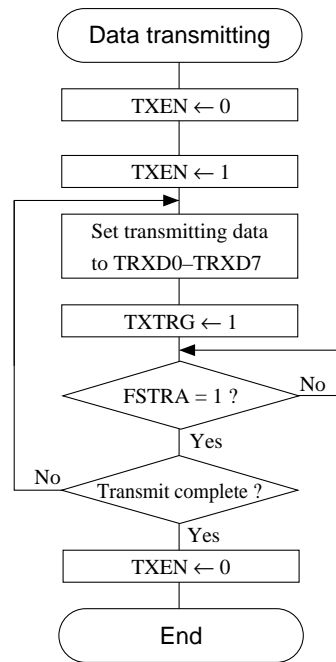 Data transmitting
TXEN ← 0
TXEN ← 1
Set transmitting data
to TRXD0–TRXD7
TXTRG ← 1
FSTRA = 1 ?
No
Yes
No
Transmit complete ?
Yes
TXEN ← 0
End